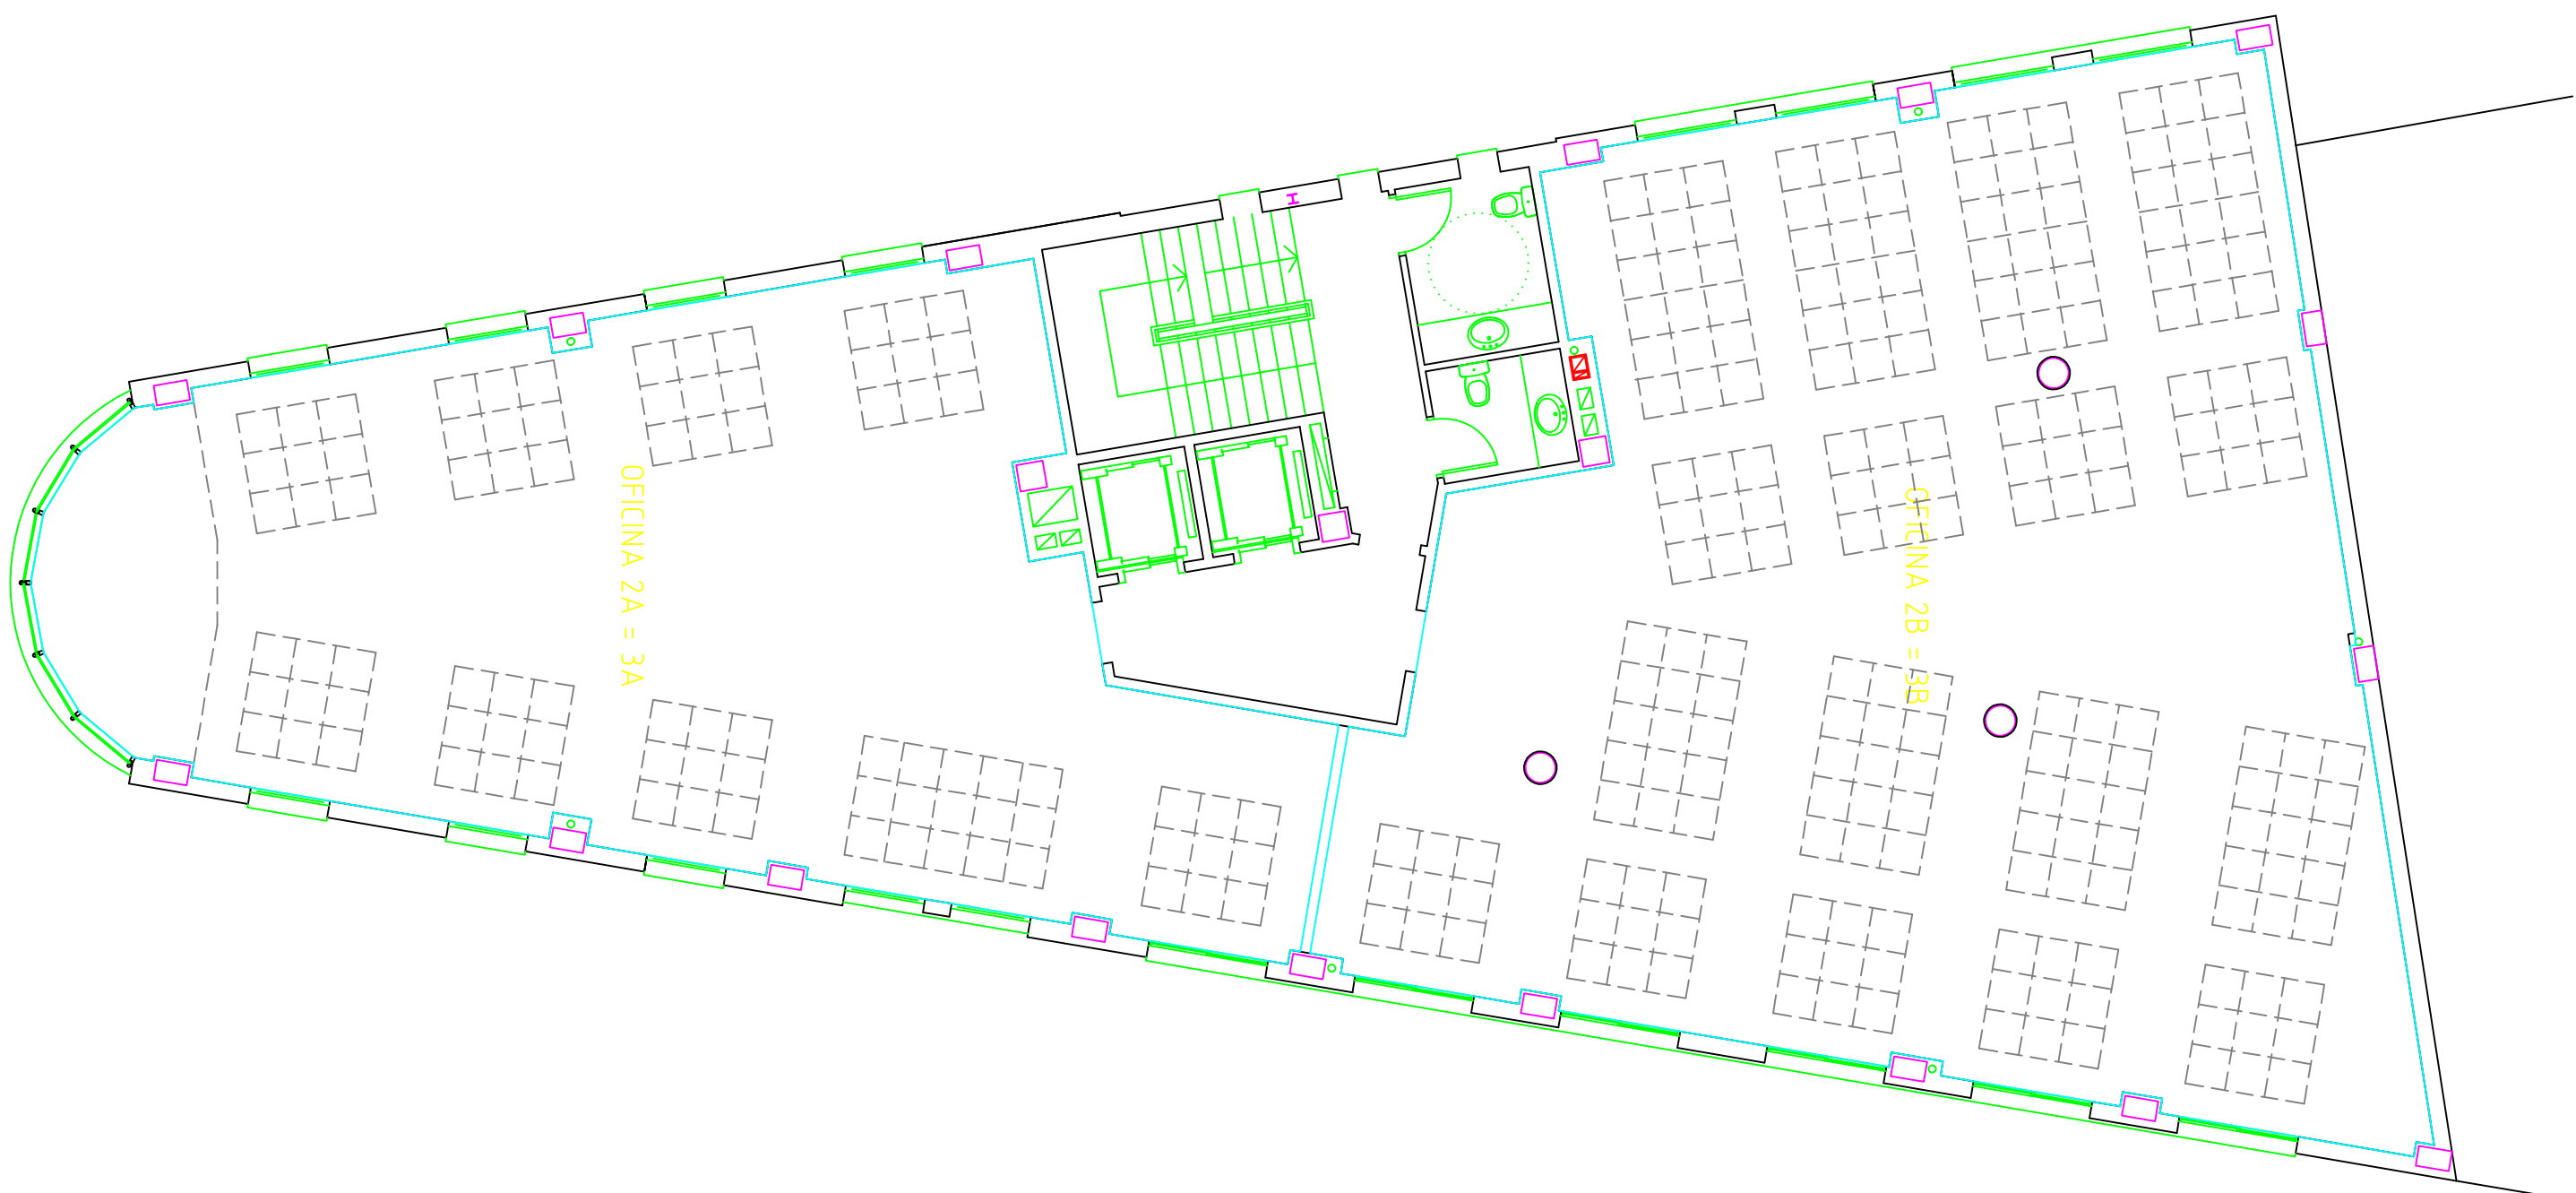 OFICINA 2A = 3A
OFICINA 2B = 3B